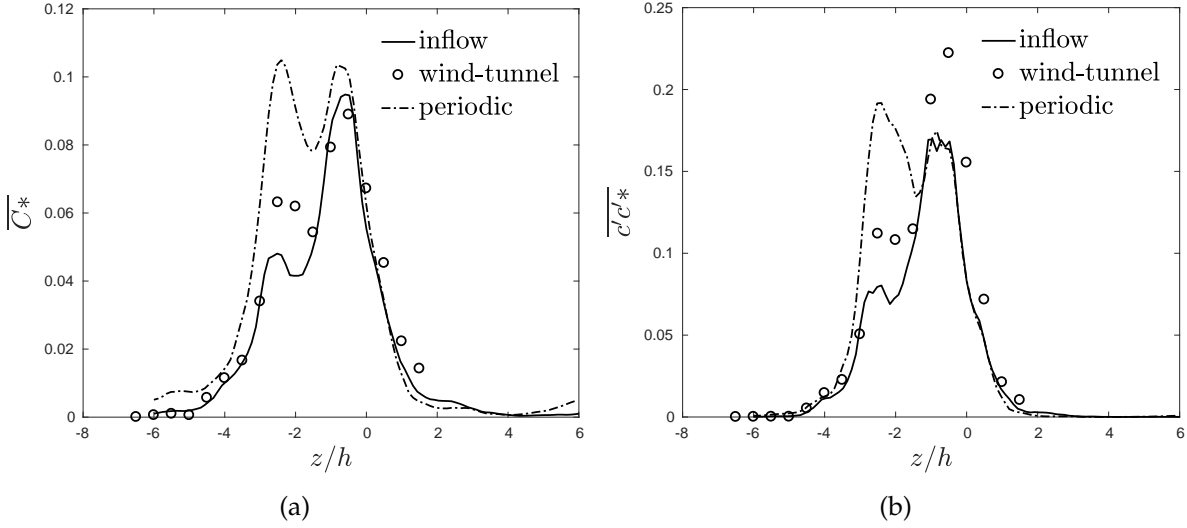 0.12
0.1
0.08
0.06
0.04
0.02
0
-8
-6
-4
-2
0
2
4
6
C*
z/h
inflow
wind-tunnel
periodic
(a)
0.25
0.2
0.15
0.1
0.05
0
-8
-6
-4
-2
0
2
4
6
c'c'*
z/h
inflow
wind-tunnel
periodic
(b)